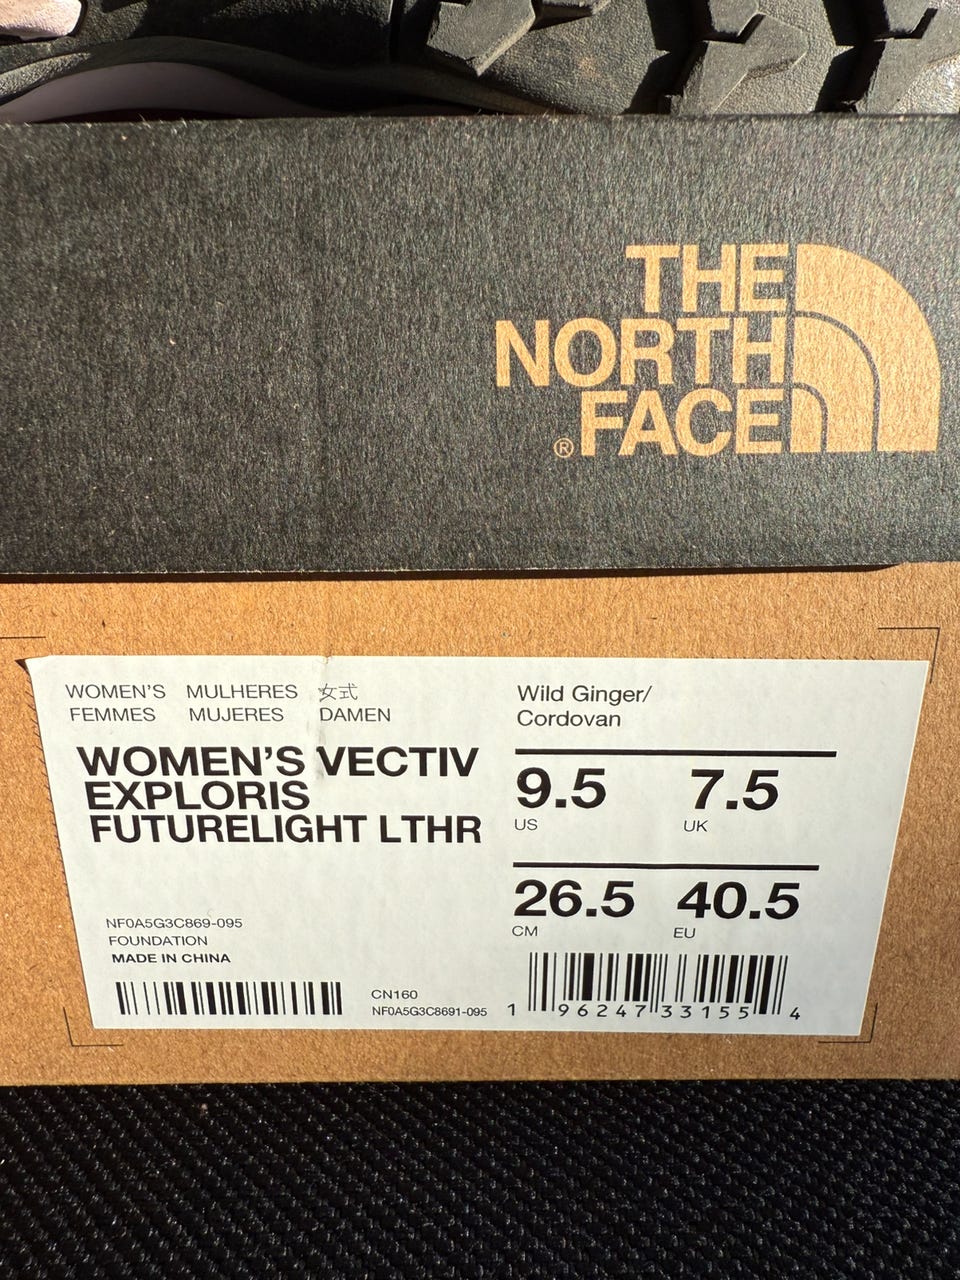 THE
NORTH
FACE
®
WOMEN'S MULHERES 女式
FEMMES MUJERES DAMEN
WOMEN'S VECTIV
EXPLORIS
FUTURELIGHT LTHR
NF0A5G3C869-095
FOUNDATION
MADE IN CHINA
CN160
NF0A5G3C8691-095
Wild Ginger/
Cordovan
9.5 7.5
US UK
26.5 40.5
CM EU
1 96247 33155 4